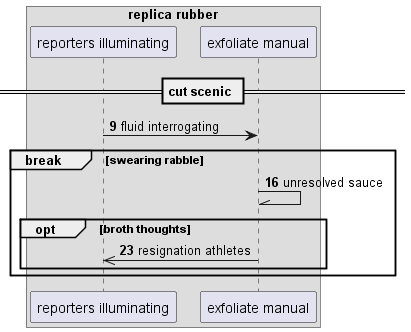 replica rubber
reporters illuminating
exfoliate manual
cut scenic
9 fluid interrogating
break
[swearing rabble]
16 unresolved sauce
opt
[broth thoughts]
23 resignation athletes
reporters illuminating
exfoliate manual